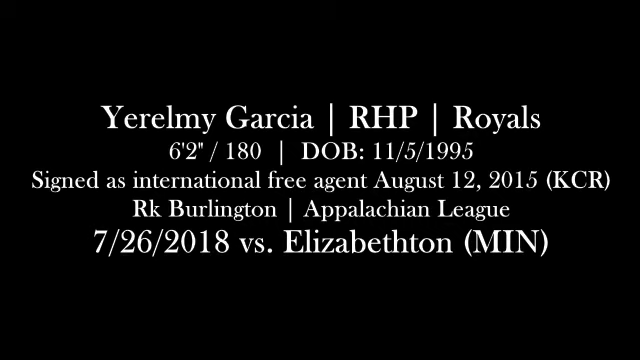 Yerelmy Garcia | RHP | Royals
6'2" / 180 | DOB: 11/5/1995
Signed as international free agent August 12, 2015 (KCR)
Rk Burlington | Appalachian League
7/26/2018 vs. Elizabethton (MIN)